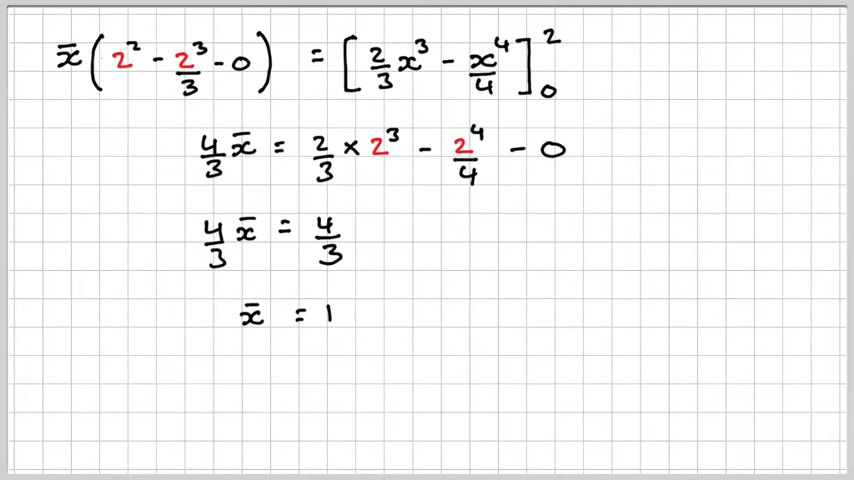 x̄(2² - 2³/3 - 0) = [2/3 x³ - x⁴/4]₀²
4/3 x̄ = 2/3 × 2³ - 2⁴/4 - 0
4/3 x̄ = 4/3
x̄ = 1